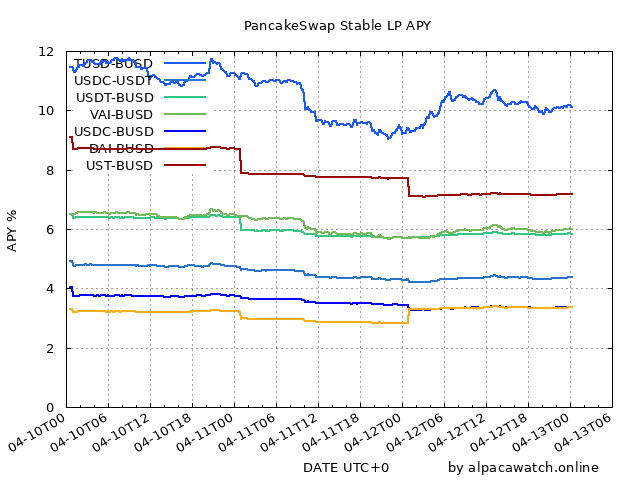 PancakeSwap Stable LP APY
12
10
8
6
4
2
0
APY %
TUSD-BUSD
USDC-USDT
USDT-BUSD
VAI-BUSD
USDC-BUSD
DAI-BUSD
UST-BUSD
04-10T00
04-10T06
04-10T12
04-10T18
04-11T00
04-11T06
04-11T12
04-11T18
04-12T00
04-12T06
04-12T12
04-12T18
04-13T00
04-13T06
DATE UTC+0
by alpacawatch.online